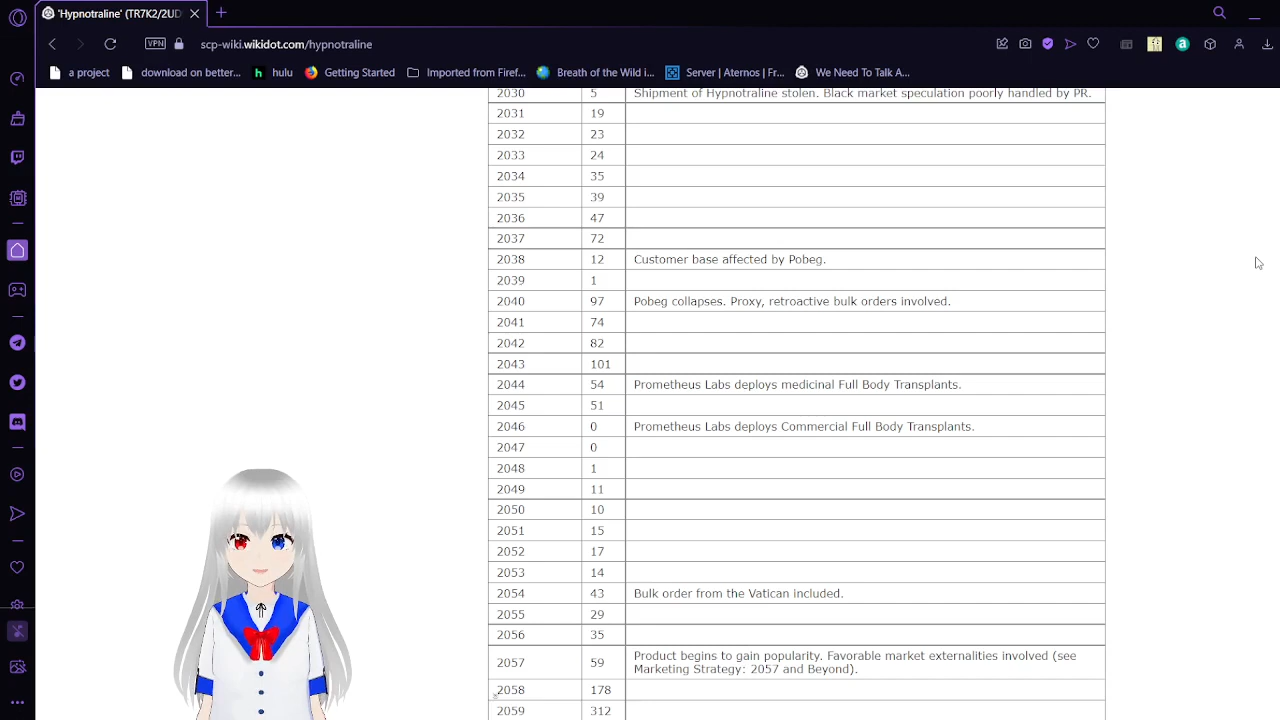 'Hypnotraline' (TR7K2/2UD
VPN
scp-wiki.wikidot.com/hypnotraline
a project
download on better...
hulu
Getting Started
Imported from Firef...
Breath of the Wild i...
Server | Aternos | Fr...
We Need To Talk A...
2030 5 Shipment of Hypnotraline stolen. Black market speculation poorly handled by PR.
2031 19
2032 23
2033 24
2034 35
2035 39
2036 47
2037 72
2038 12 Customer base affected by Pobeg.
2039 1
2040 97 Pobeg collapses. Proxy, retroactive bulk orders involved.
2041 74
2042 82
2043 101
2044 54 Prometheus Labs deploys medicinal Full Body Transplants.
2045 51
2046 0 Prometheus Labs deploys Commercial Full Body Transplants.
2047 0
2048 1
2049 11
2050 10
2051 15
2052 17
2053 14
2054 43 Bulk order from the Vatican included.
2055 29
2056 35
2057 59 Product begins to gain popularity. Favorable market externalities involved (see
Marketing Strategy: 2057 and Beyond).
2058 178
2059 312